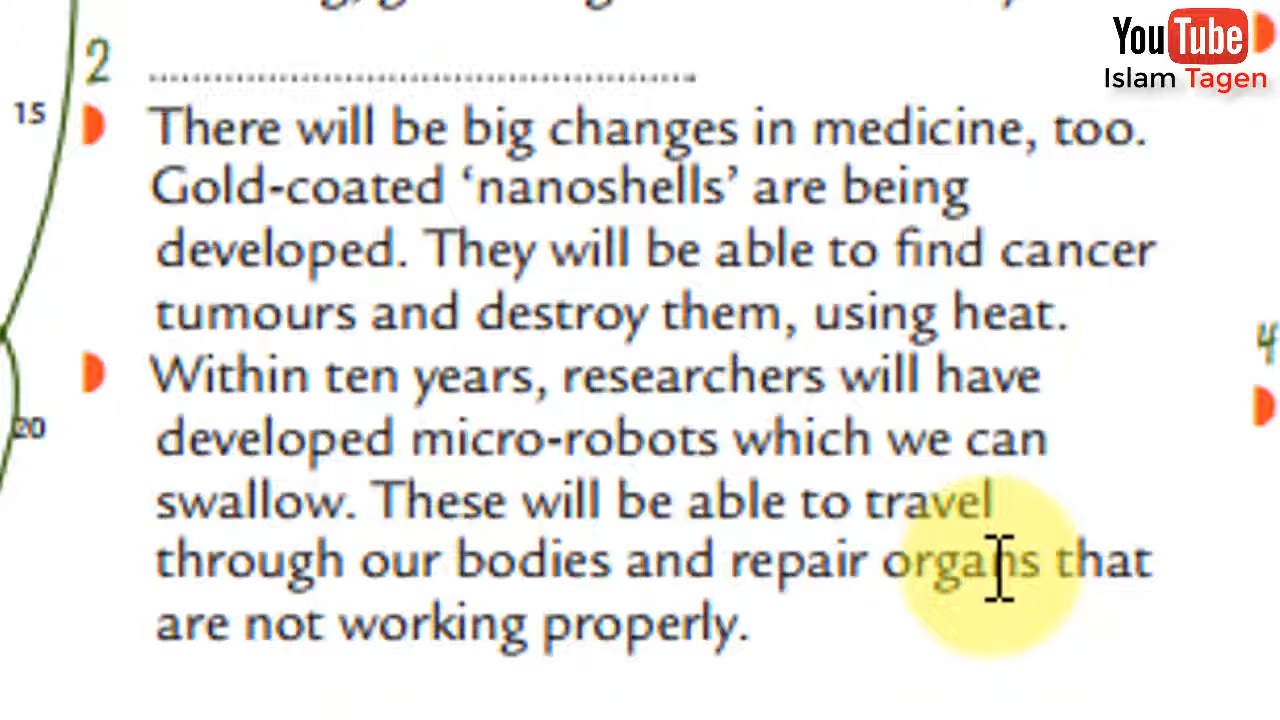 2 ........................................
YouTube
Islam Tagen
15
There will be big changes in medicine, too.
Gold-coated ‘nanoshells’ are being
developed. They will be able to find cancer
tumours and destroy them, using heat.
Within ten years, researchers will have
20
developed micro-robots which we can
swallow. These will be able to travel
through our bodies and repair organs that
are not working properly.
4